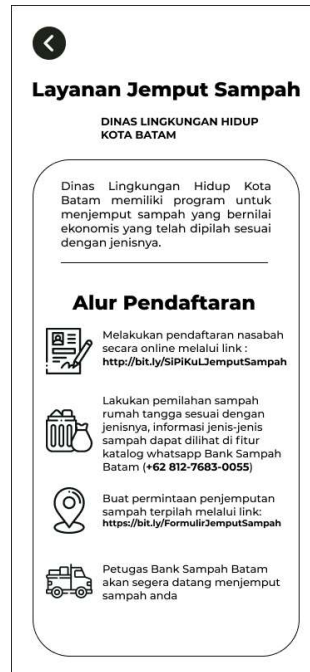 Layanan Jemput Sampah
DINAS LINGKUNGAN HIDUP
KOTA BATAM
Dinas Lingkungan Hidup Kota
Batam memiliki program untuk
menjemput sampah yang bernilai
ekonomis yang telah dipilah sesuai
dengan jenisnya.
Alur Pendaftaran
Melakukan pendaftaran nasabah
secara online melalui link :
http://bit.ly/SiPiKuLJemputSampah
Lakukan pemilahan sampah
rumah tangga sesuai dengan
jenisnya, informasi jenis-jenis
sampah dapat dilihat di fitur
katalog whatsapp Bank Sampah
Batam (+62 812-7683-0055)
Buat permintaan penjemputan
sampah terpilah melalui link:
https://bit.ly/FormulirJemputSampah
Petugas Bank Sampah Batam
akan segera datang menjemput
sampah anda